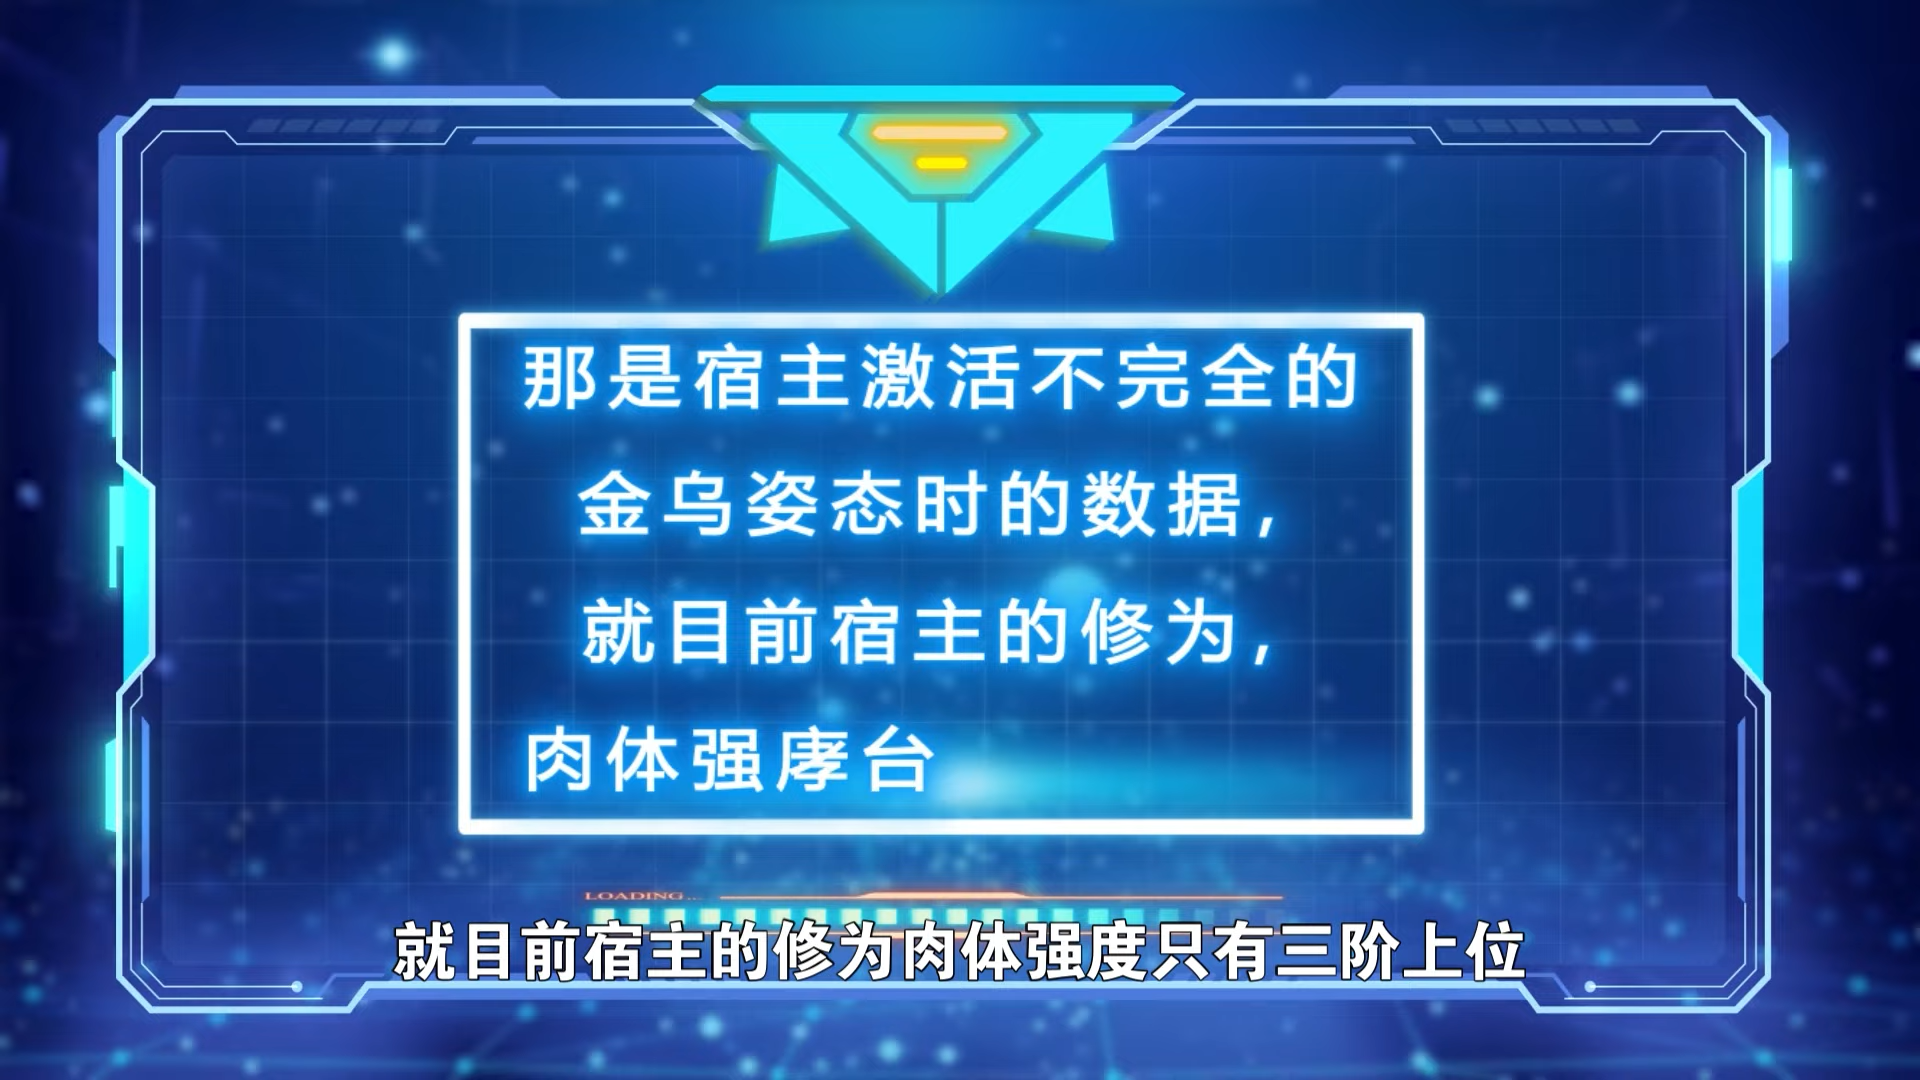 那是宿主激活不完全的
金乌姿态时的数据，
就目前宿主的修为，
肉体强
LOADING...
就目前宿主的修为肉体强度只有三阶上位